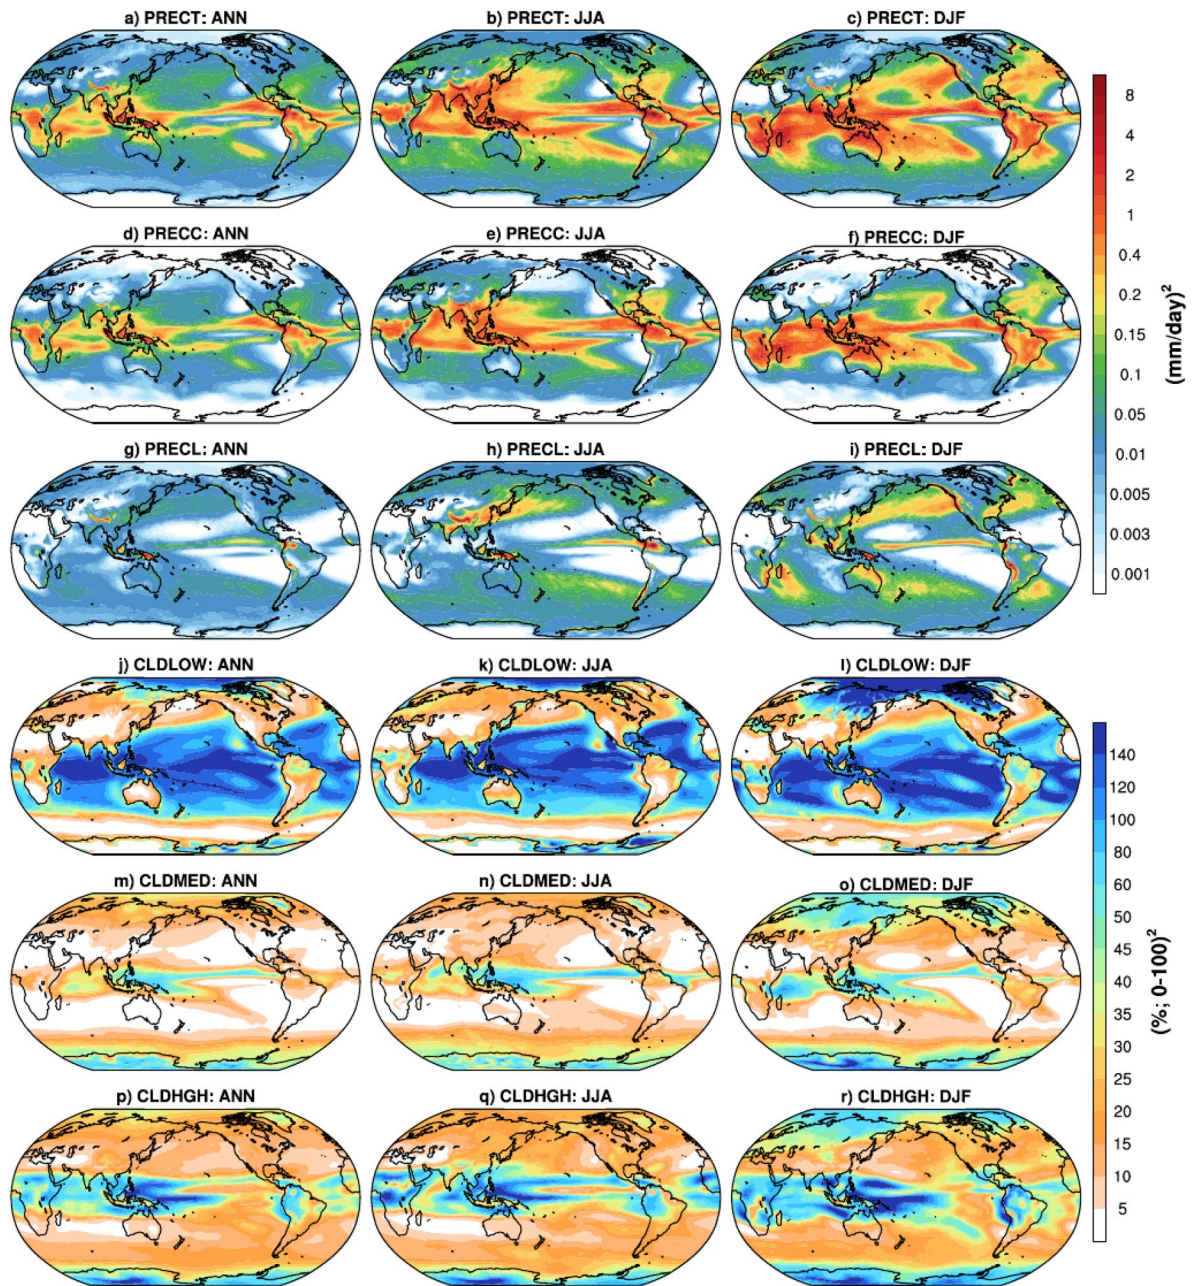 a) PRECT: ANN
b) PRECT: JJA
c) PRECT: DJF
8
4
2
1
0.4
0.2
0.15
0.1
0.05
0.01
0.005
0.003
0.001
(mm/day)²
d) PRECC: ANN
e) PRECC: JJA
f) PRECC: DJF
g) PRECL: ANN
h) PRECL: JJA
i) PRECL: DJF
j) CLDLOW: ANN
k) CLDLOW: JJA
l) CLDLOW: DJF
140
120
100
80
60
50
45
40
35
30
25
20
15
10
5
(%; 0-100)²
m) CLDMED: ANN
n) CLDMED: JJA
o) CLDMED: DJF
p) CLDHGH: ANN
q) CLDHGH: JJA
r) CLDHGH: DJF